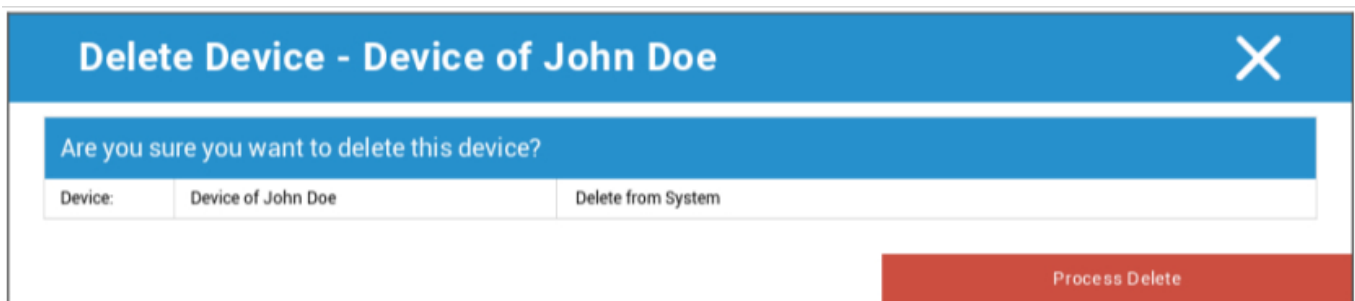 Delete Device - Device of John Doe
Are you sure you want to delete this device?
Device: Device of John Doe Delete from System
Process Delete